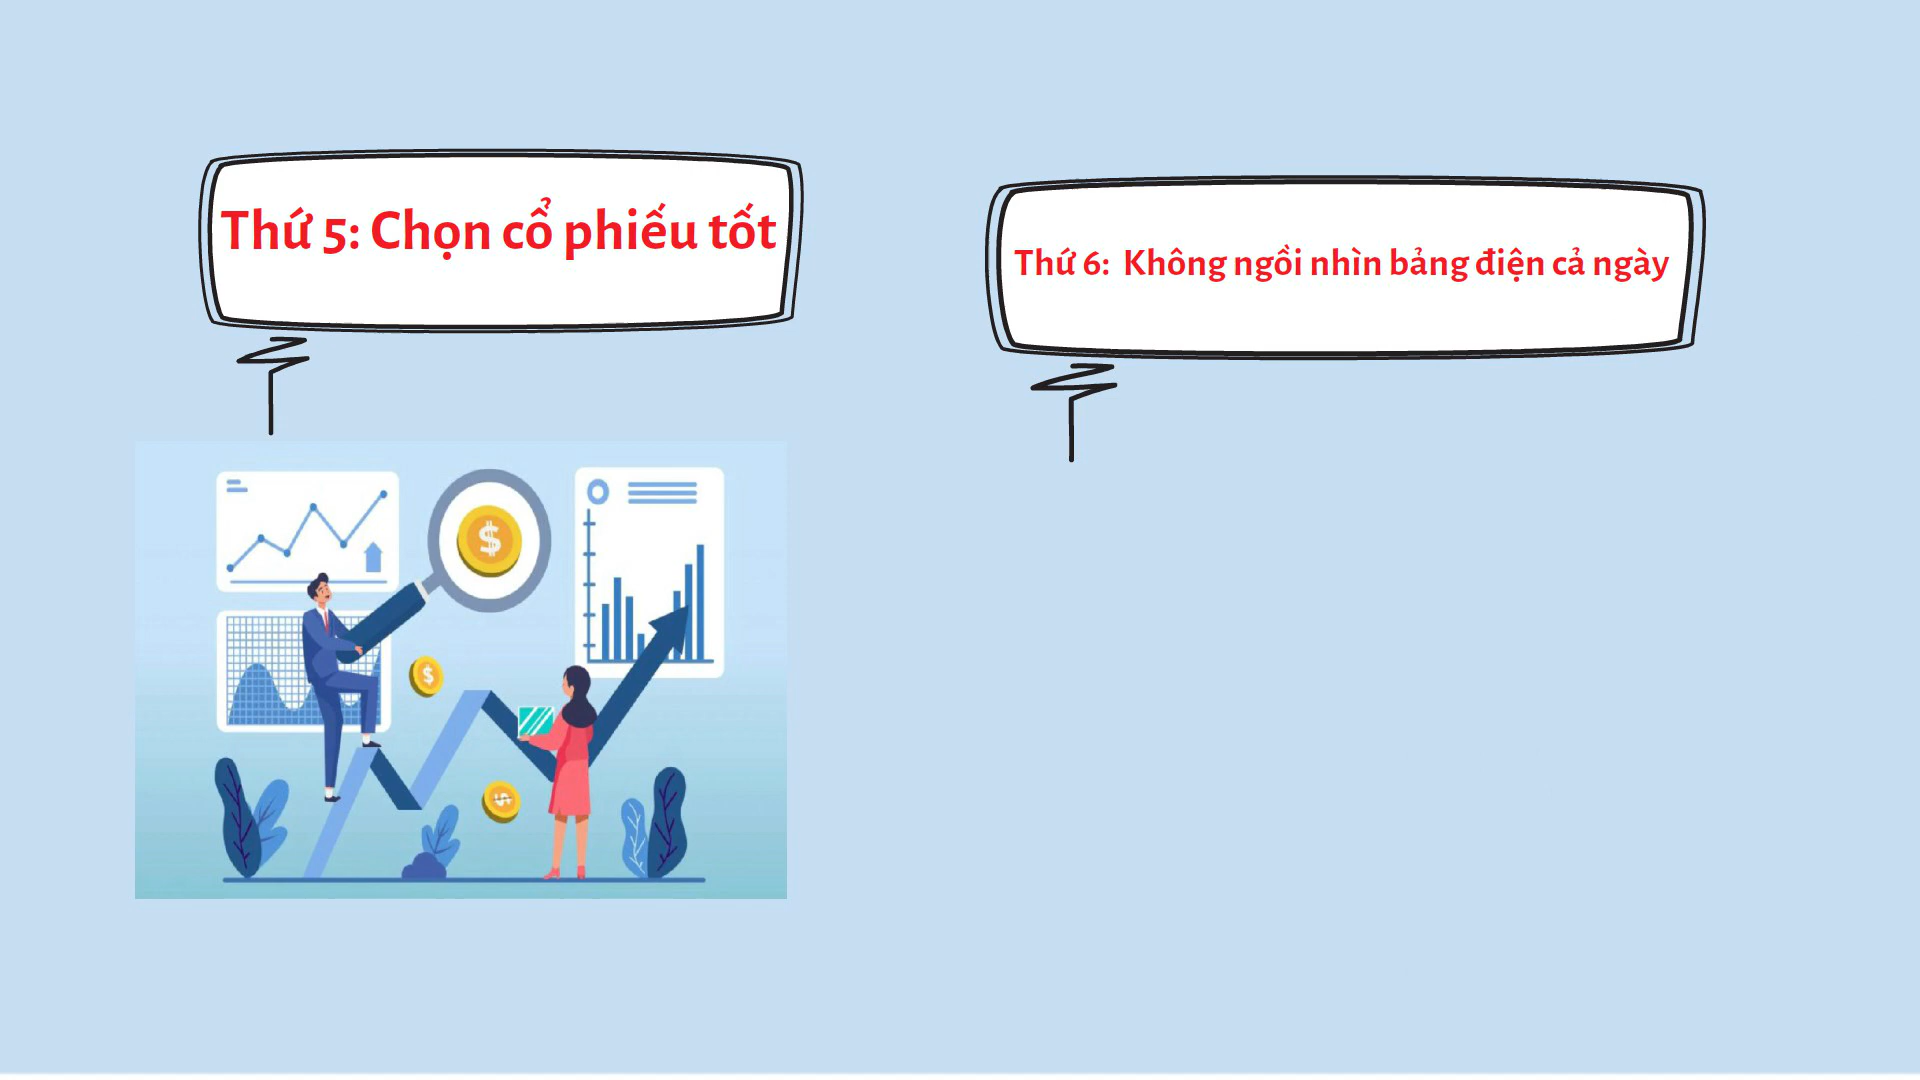 Thứ 5: Chọn cổ phiếu tốt
Thứ 6: Không ngồi nhìn bảng điện cả ngày
$
$
$